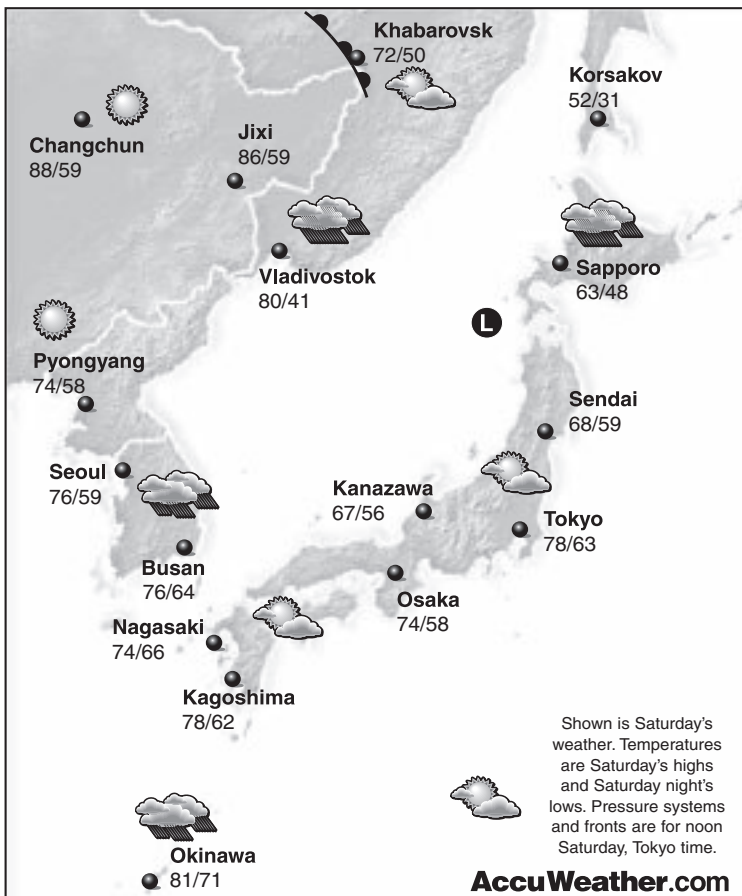 Khabarovsk
72/50
Korsakov
52/31
Changchun
88/59
Jixi
86/59
Vladivostok
80/41
Sapporo
63/48
L
Pyongyang
74/58
Sendai
68/59
Seoul
76/59
Kanazawa
67/56
Tokyo
78/63
Busan
76/64
Osaka
74/58
Nagasaki
74/66
Kagoshima
78/62
Shown is Saturday's
weather. Temperatures
are Saturday's highs
and Saturday night's
lows. Pressure systems
and fronts are for noon
Saturday, Tokyo time.
Okinawa
81/71
AccuWeather.com